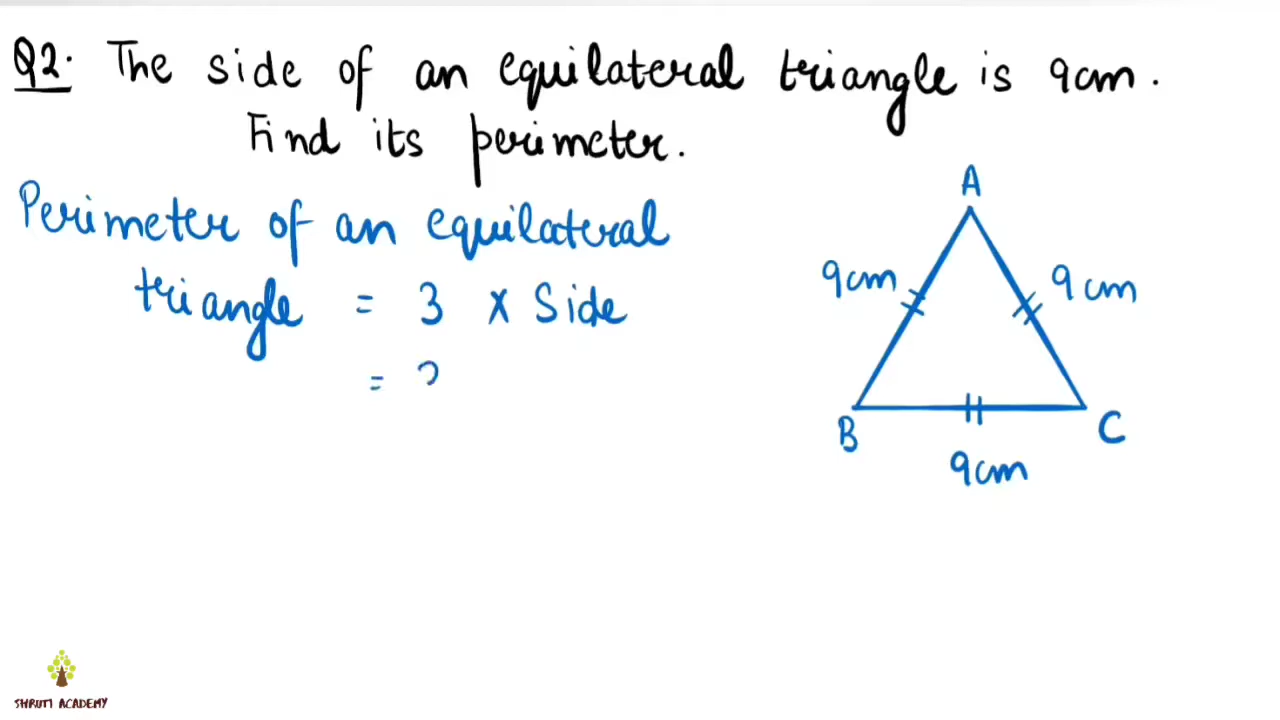 Q2. The side of an equilateral triangle is 9cm.
Find its perimeter.
Perimeter of an equilateral
triangle = 3 × Side
=
A
9cm
9cm
B
C
9cm
SHRUTI ACADEMY